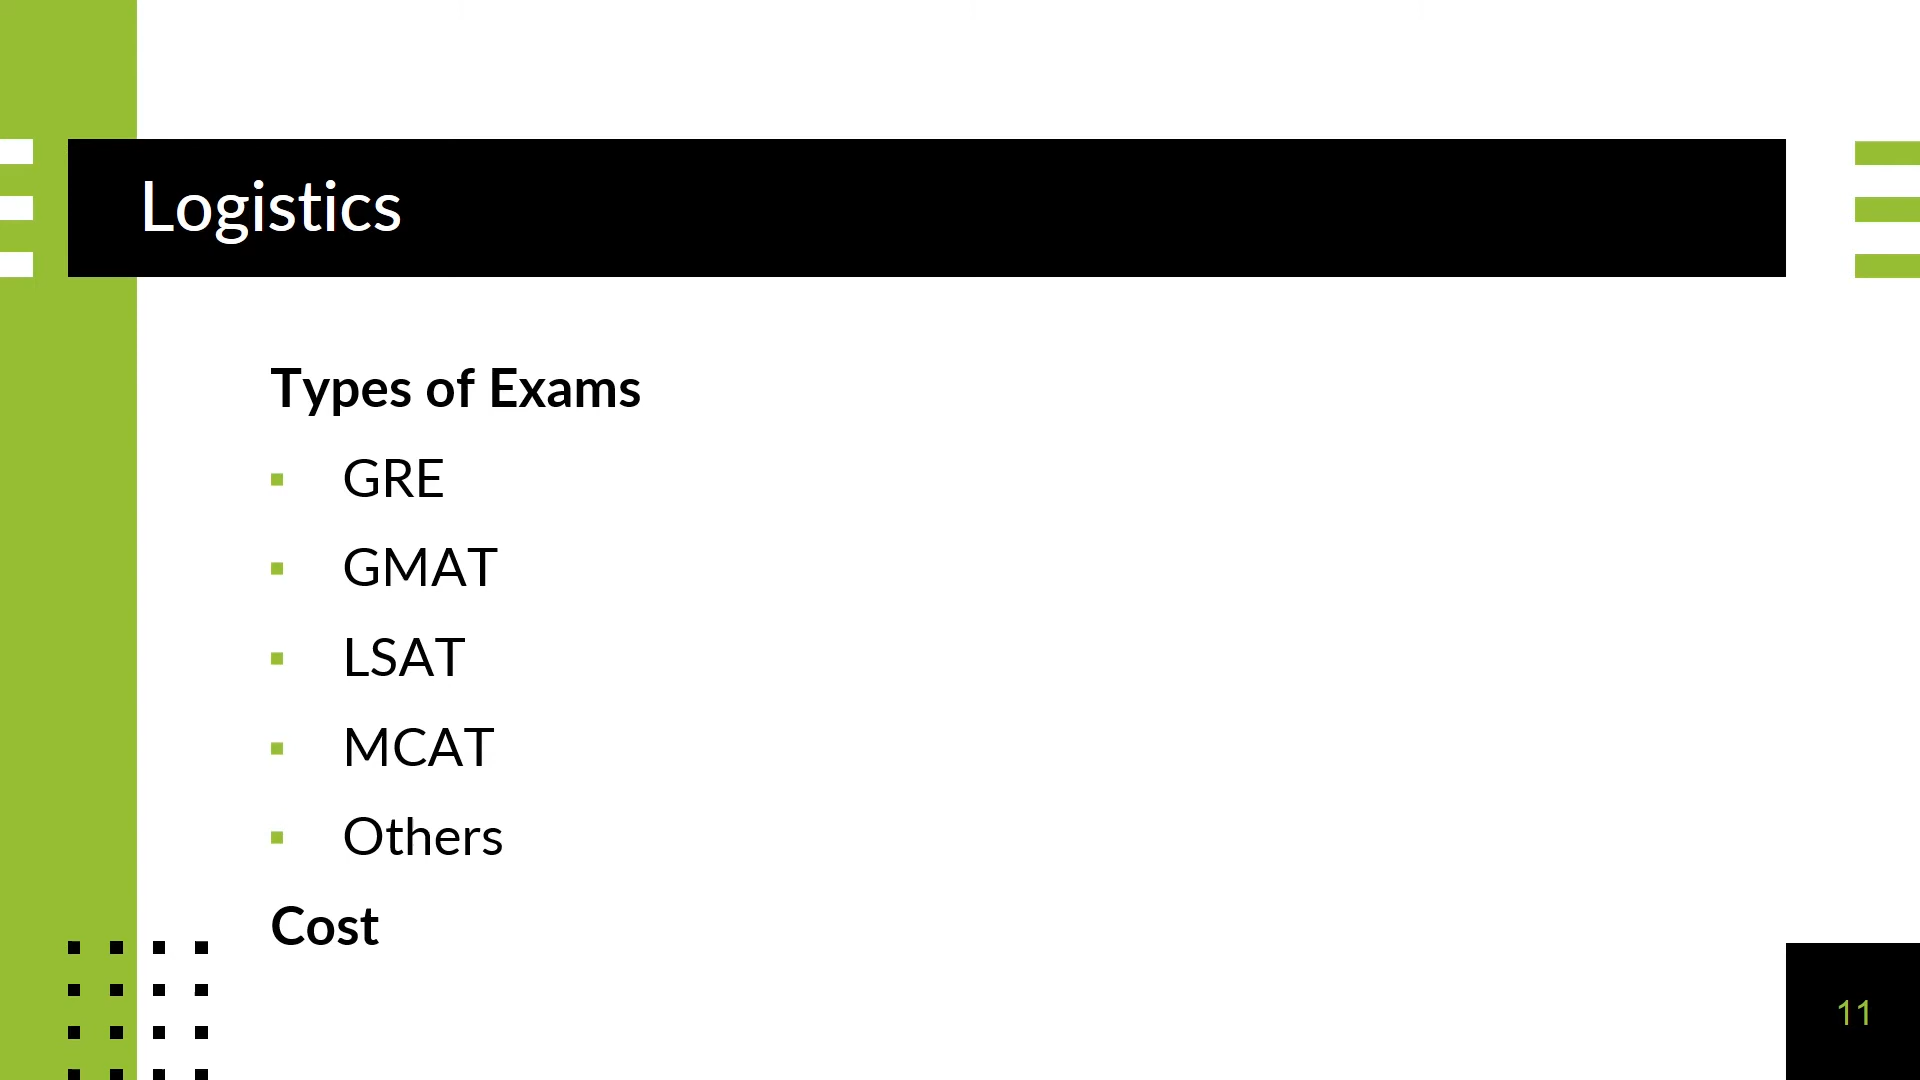 Logistics
Types of Exams
▪ GRE
▪ GMAT
▪ LSAT
▪ MCAT
▪ Others
Cost
11